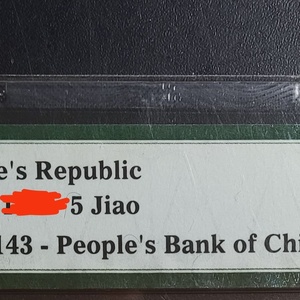 e's Republic
5 Jiao
143 - People's Bank of Chi